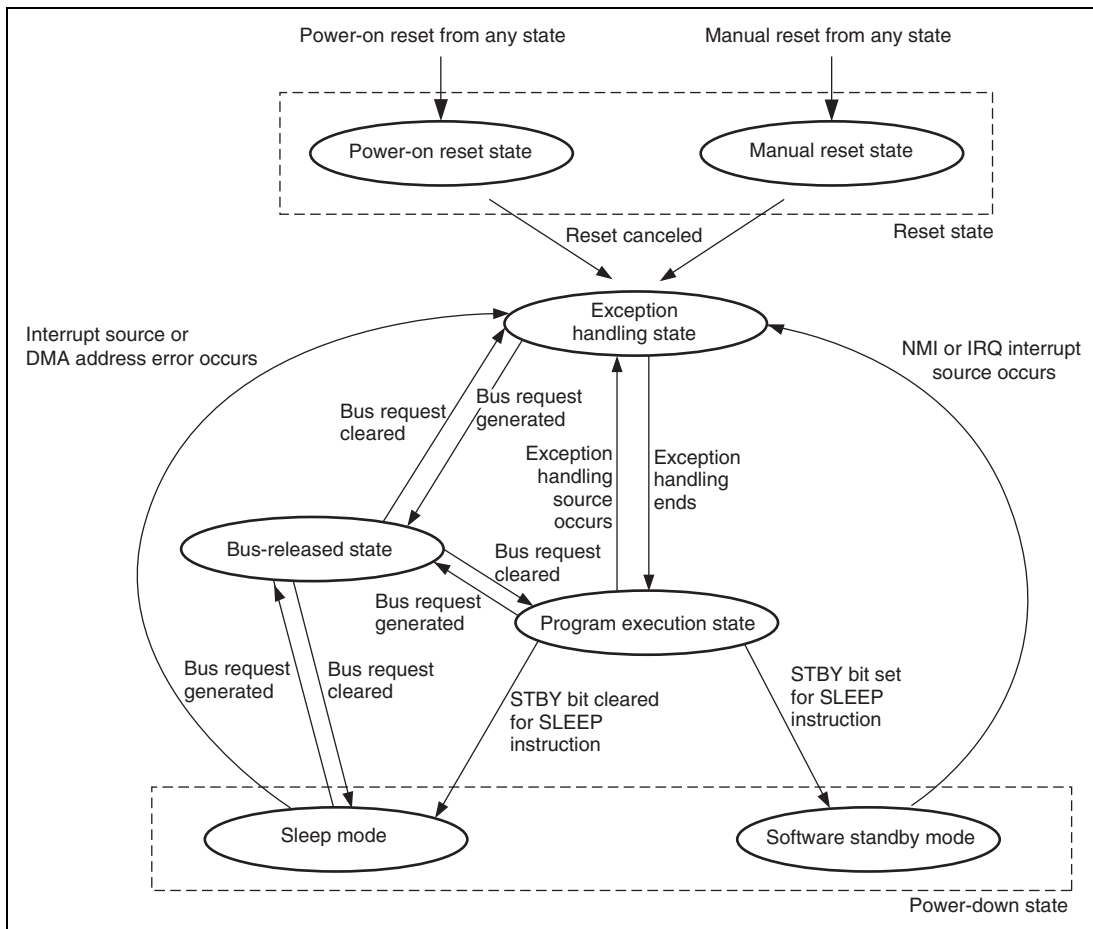 Power-on reset from any state
Manual reset from any state
Power-on reset state
Manual reset state
Reset state
Reset canceled
Exception
handling state
Interrupt source or
DMA address error occurs
NMI or IRQ interrupt
source occurs
Bus request
cleared
Bus request
generated
Exception
handling
source
occurs
Exception
handling
ends
Bus-released state
Bus request
cleared
Bus request
generated
Program execution state
Bus request
generated
Bus request
cleared
STBY bit cleared
for SLEEP
instruction
STBY bit set
for SLEEP
instruction
Sleep mode
Software standby mode
Power-down state